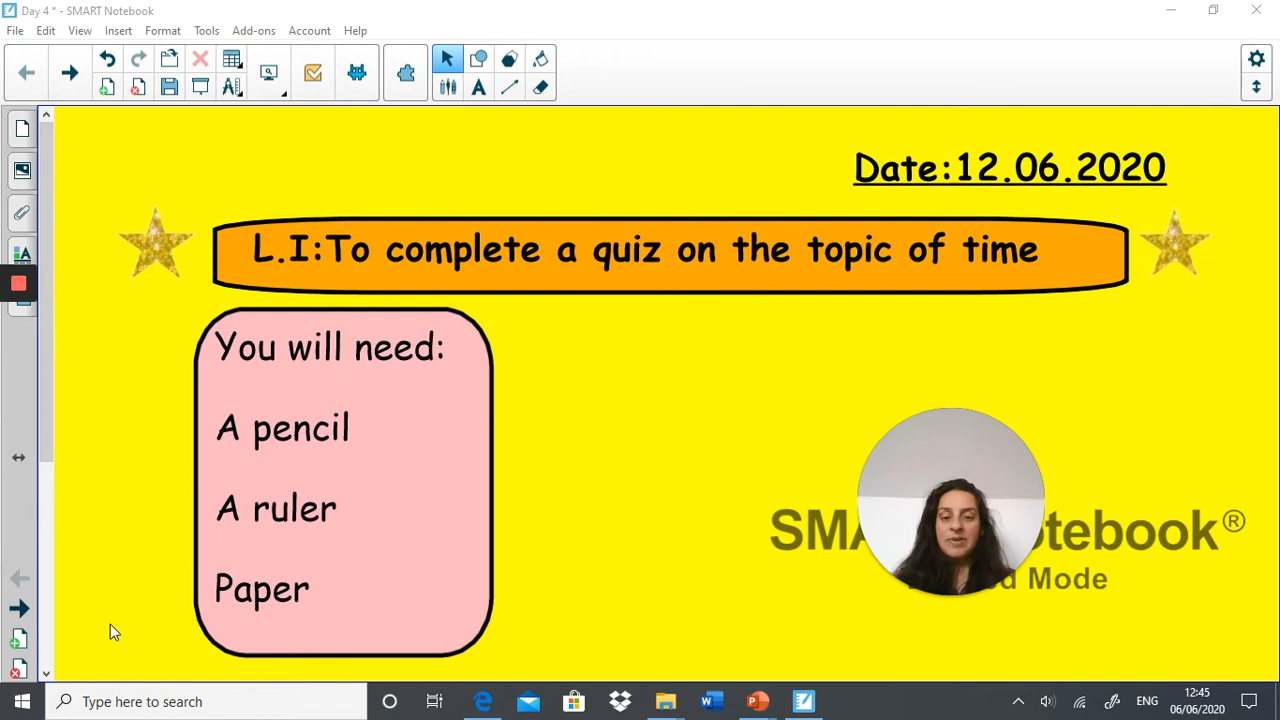 Day 4 * - SMART Notebook
File Edit View Insert Format Tools Add-ons Account Help
Date:12.06.2020
L.I:To complete a quiz on the topic of time
You will need:
A pencil
A ruler
Paper
SMA notebook®
d Mode
Type here to search
ENG
12:45
06/06/2020